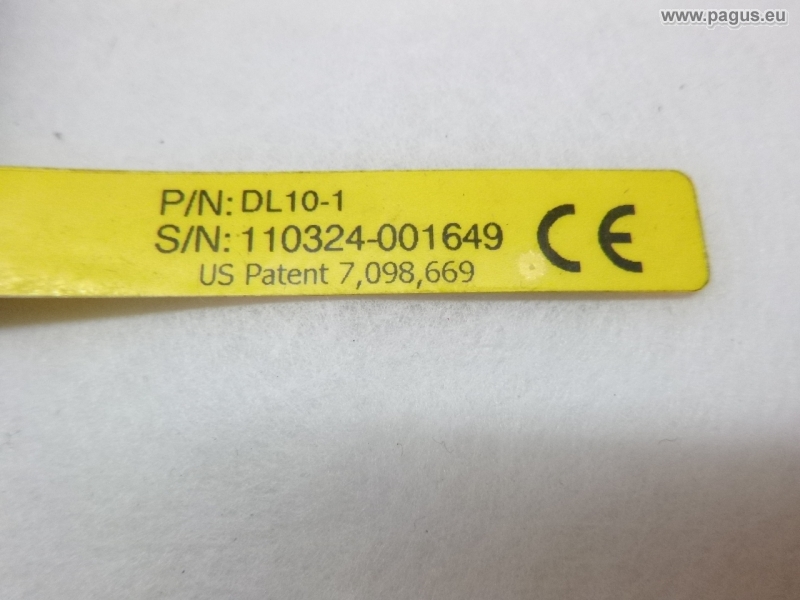 www.pagus.eu
P/N: DL10-1
S/N: 110324-001649
US Patent 7,098,669
CE